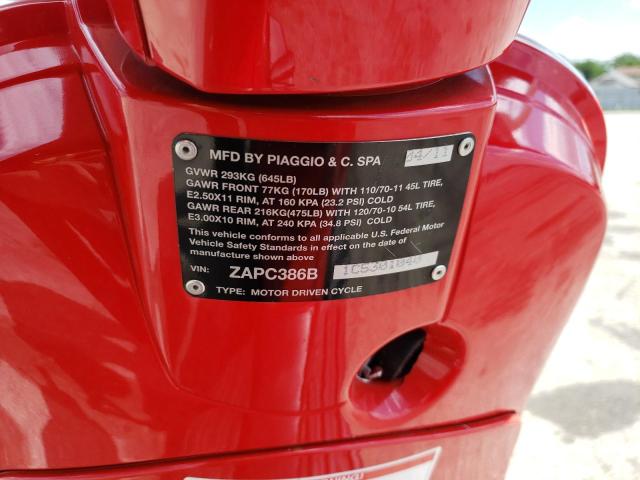 MFD BY PIAGGIO & C. SPA 04/11
GVWR 293KG (645LB)
GAWR FRONT 77KG (170LB) WITH 110/70-11 45L TIRE,
E2.50X11 RIM, AT 160 KPA (23.2 PSI) COLD
GAWR REAR 216KG(475LB) WITH 120/70-10 54L TIRE,
E3.00X10 RIM, AT 240 KPA (34.8 PSI) COLD
This vehicle conforms to all applicable U.S. Federal Motor
Vehicle Safety Standards in effect on the date of
manufacture shown above
VIN: ZAPC386B 1C5301040
TYPE: MOTOR DRIVEN CYCLE